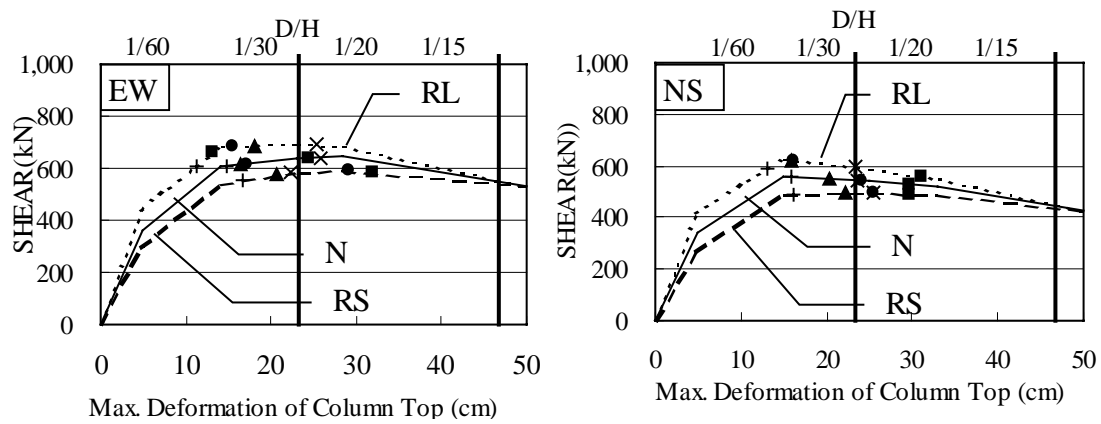 D/H
1/60 1/30 1/20 1/15
1,000
800
600
400
200
0
SHEAR((kN)
EW
RL
N
RS
0 10 20 30 40 50
Max. Deformation of Column Top (cm)
D/H
1/60 1/30 1/20 1/15
1,000
800
600
400
200
0
SHEAR(kN))
NS
RL
N
RS
0 10 20 30 40 50
Max. Deformation of Column Top (cm)